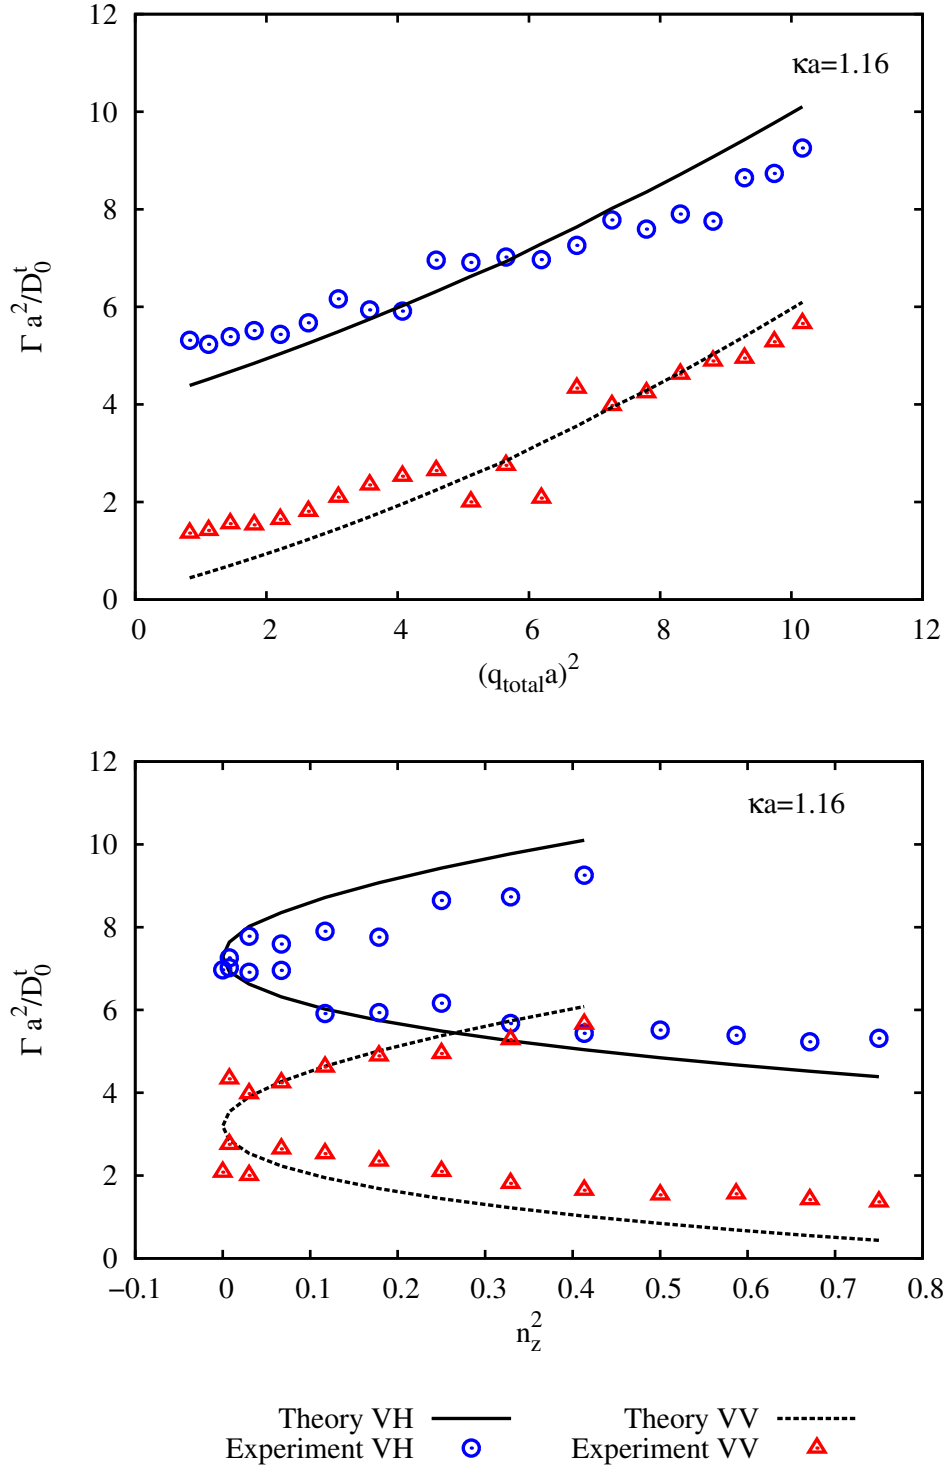 12
κa=1.16
10
8
Γ a²/D₀ᵗ
6
4
2
0
0 2 4 6 8 10 12
(q_total a)²
12
κa=1.16
10
8
Γ a²/D₀ᵗ
6
4
2
0
−0.1 0 0.1 0.2 0.3 0.4 0.5 0.6 0.7 0.8
n_z²
Theory VH Theory VV
Experiment VH Experiment VV